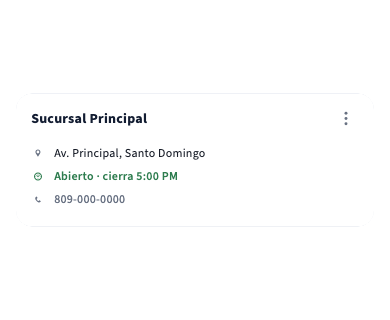 Sucursal Principal
Av. Principal, Santo Domingo
Abierto · cierra 5:00 PM
809-000-0000